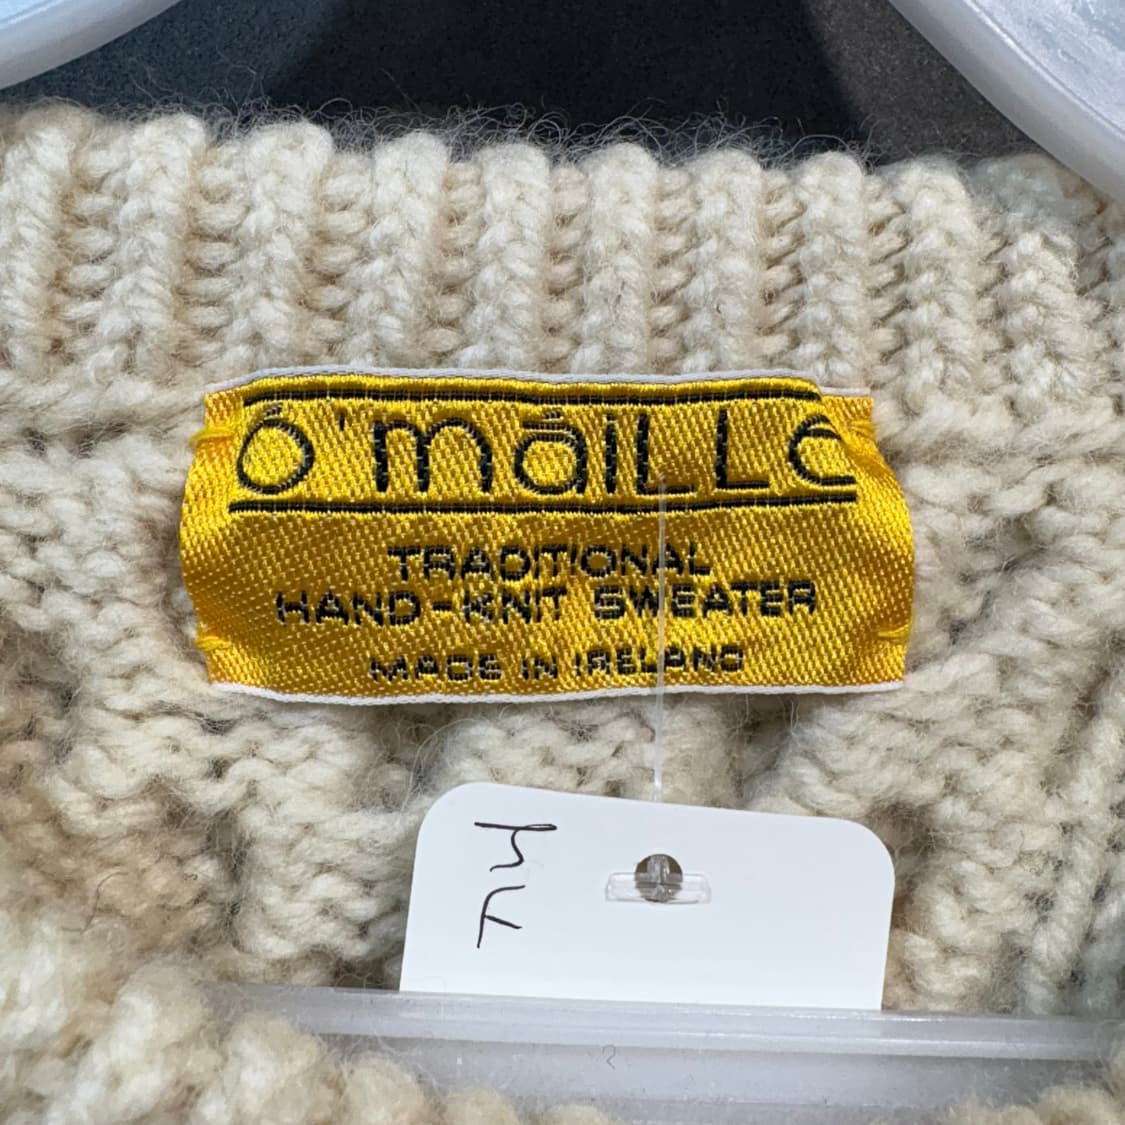 Ó'máiLLe
TRADITIONAL
HAND-KNIT SWEATER
MADE IN IRELAND